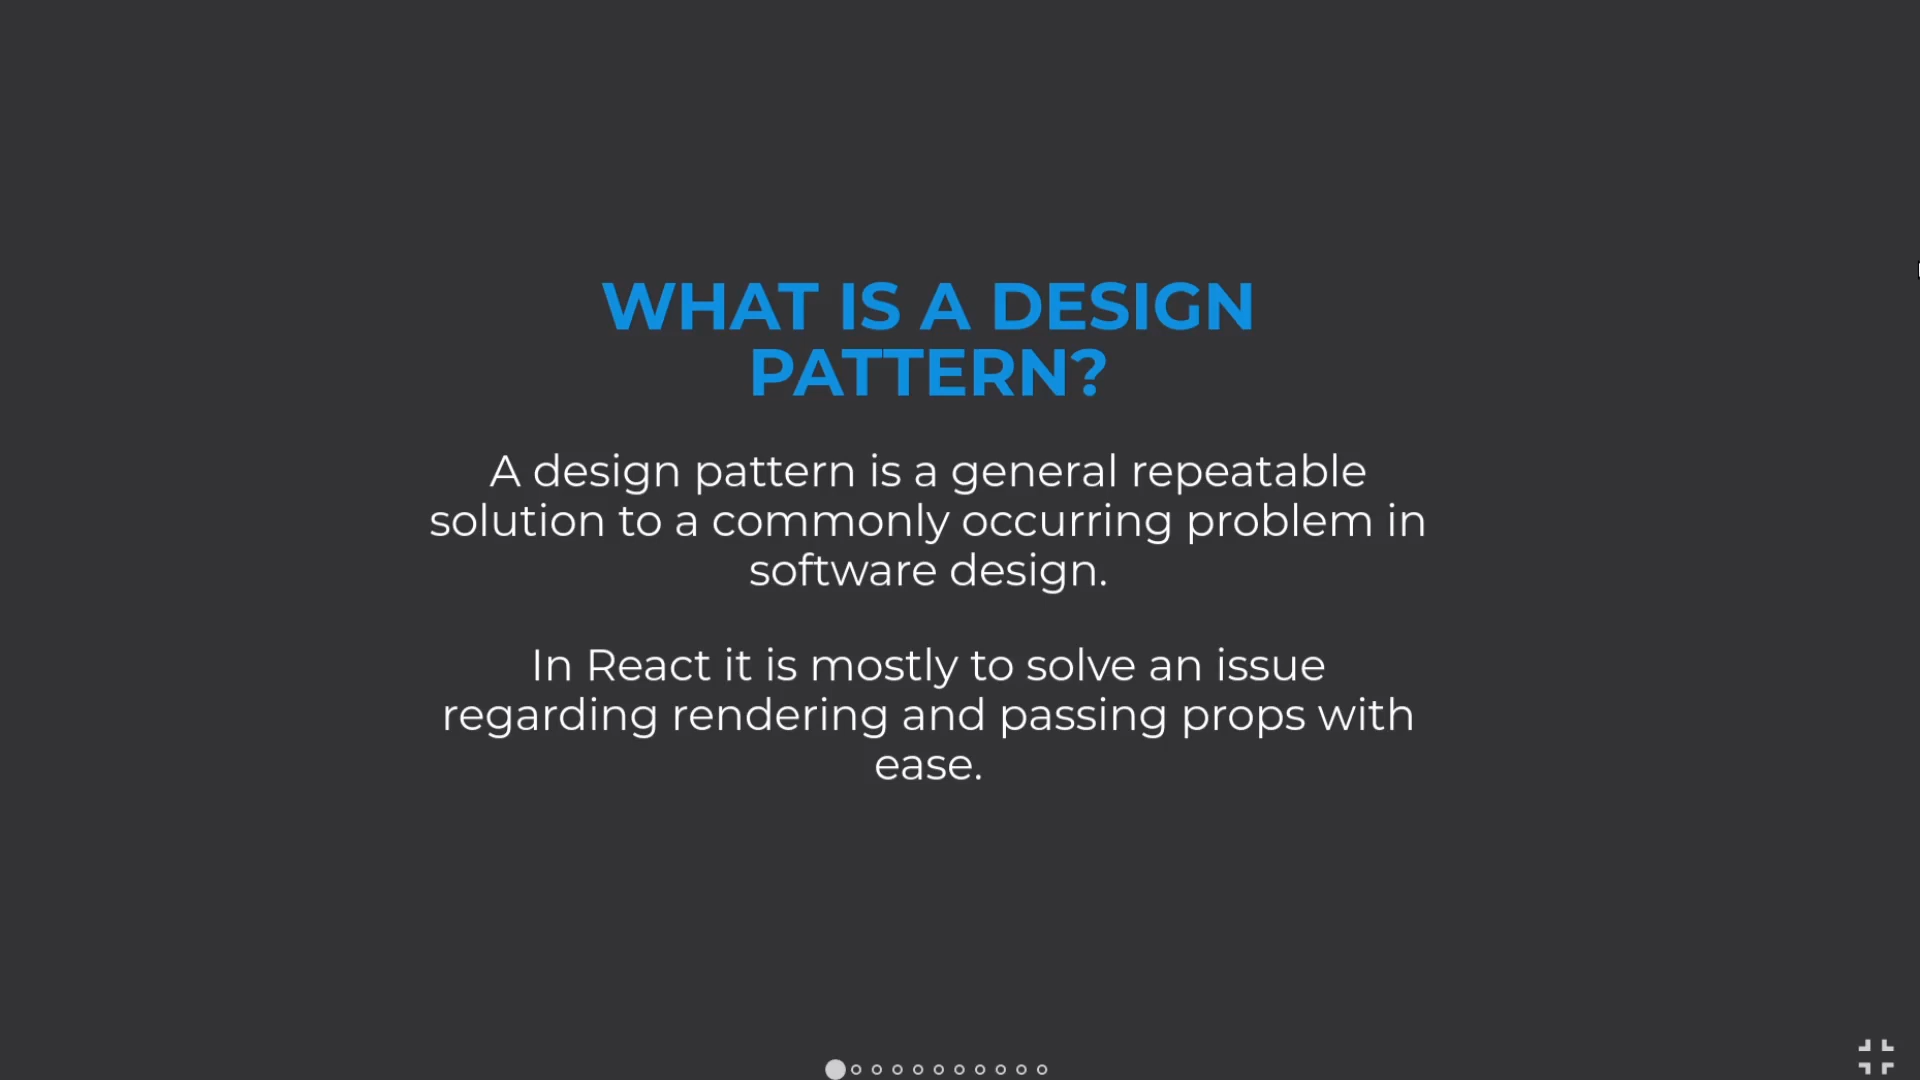 WHAT IS A DESIGN
PATTERN?
A design pattern is a general repeatable
solution to a commonly occurring problem in
software design.
In React it is mostly to solve an issue
regarding rendering and passing props with
ease.